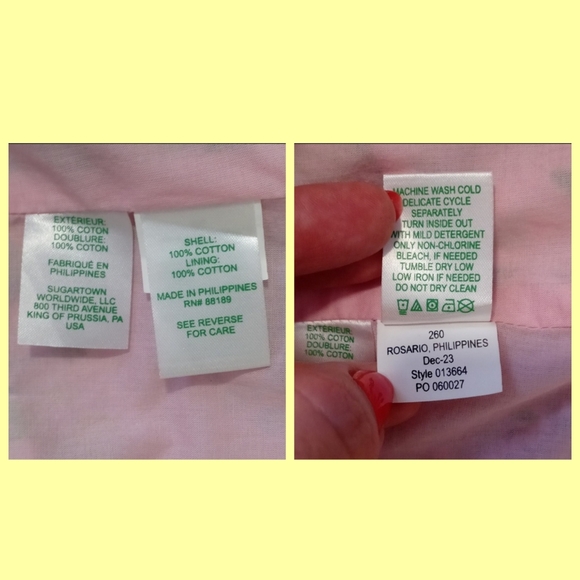 EXTÉRIEUR:
100% COTON
DOUBLURE:
100% COTON
FABRIQUÉ EN
PHILIPPINES
SUGARTOWN
WORLDWIDE, LLC
800 THIRD AVENUE
KING OF PRUSSIA, PA
USA
SHELL:
100% COTTON
LINING:
100% COTTON
MADE IN PHILIPPINES
RN# 88189
SEE REVERSE
FOR CARE
MACHINE WASH COLD
DELICATE CYCLE
SEPARATELY
TURN INSIDE OUT
WITH MILD DETERGENT
ONLY NON-CHLORINE
BLEACH, IF NEEDED
TUMBLE DRY LOW
LOW IRON IF NEEDED
DO NOT DRY CLEAN
EXTÉRIEUR:
100% COTON
DOUBLURE:
100% COTON
260
ROSARIO, PHILIPPINES
Dec-23
Style 013664
PO 060027